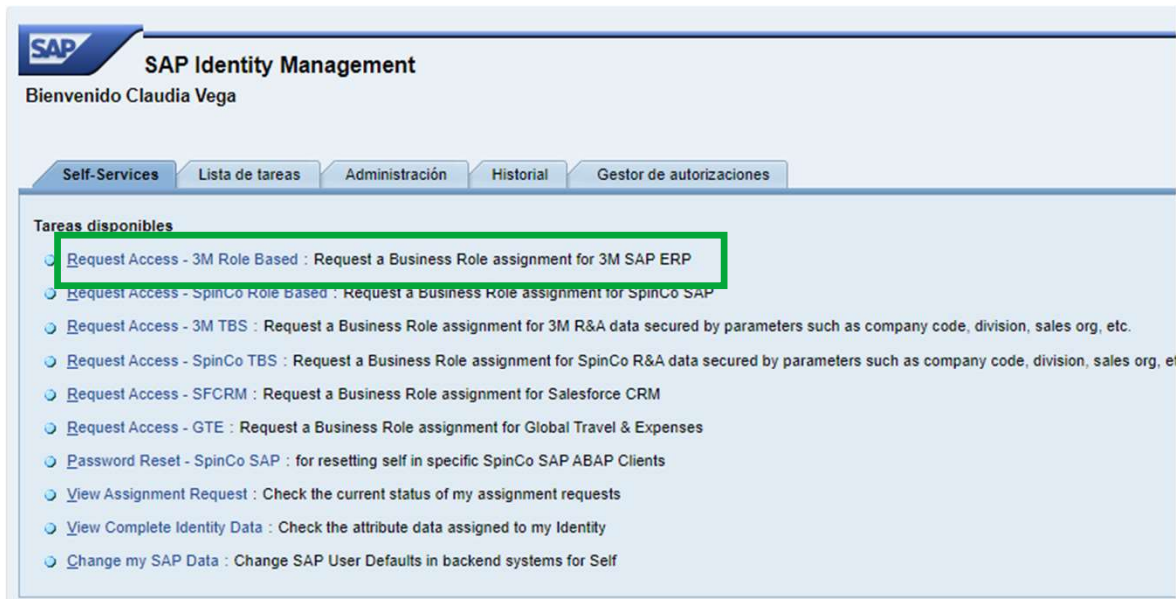 SAP
SAP Identity Management
Bienvenido Claudia Vega
Self-Services Lista de tareas Administración Historial Gestor de autorizaciones
Tareas disponibles
Request Access - 3M Role Based : Request a Business Role assignment for 3M SAP ERP
Request Access - SpinCo Role Based : Request a Business Role assignment for SpinCo SAP
Request Access - 3M TBS : Request a Business Role assignment for 3M R&A data secured by parameters such as company code, division, sales org, etc.
Request Access - SpinCo TBS : Request a Business Role assignment for SpinCo R&A data secured by parameters such as company code, division, sales org,
Request Access - SFCRM : Request a Business Role assignment for Salesforce CRM
Request Access - GTE : Request a Business Role assignment for Global Travel & Expenses
Password Reset - SpinCo SAP : for resetting self in specific SpinCo SAP ABAP Clients
View Assignment Request : Check the current status of my assignment requests
View Complete Identity Data : Check the attribute data assigned to my Identity
Change my SAP Data : Change SAP User Defaults in backend systems for Self